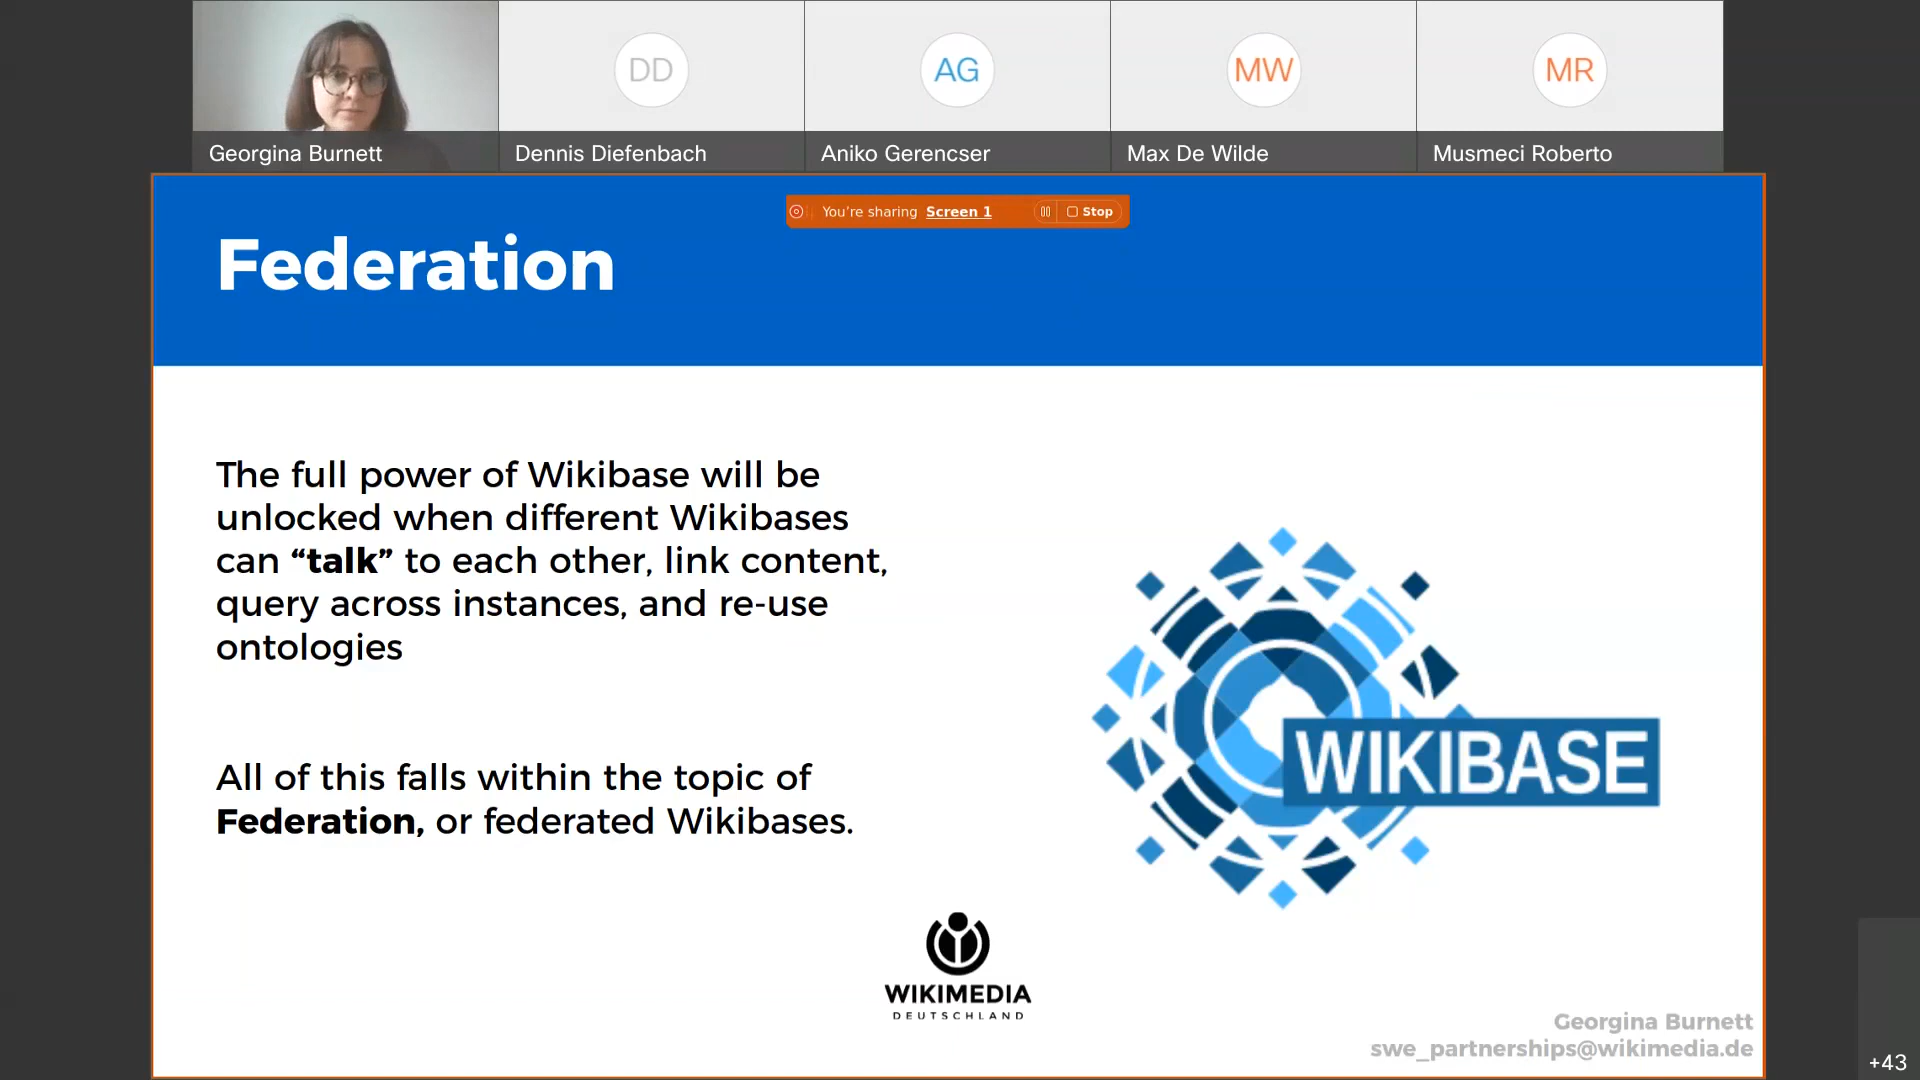 DD
AG
MW
MR
Georgina Burnett
Dennis Diefenbach
Aniko Gerencser
Max De Wilde
Musmeci Roberto
You're sharing Screen 1
Stop
Federation
The full power of Wikibase will be
unlocked when different Wikibases
can “talk” to each other, link content,
query across instances, and re-use
ontologies
All of this falls within the topic of
Federation, or federated Wikibases.
WIKIBASE
WIKIMEDIA
DEUTSCHLAND
Georgina Burnett
swe_partnerships@wikimedia.de
+43